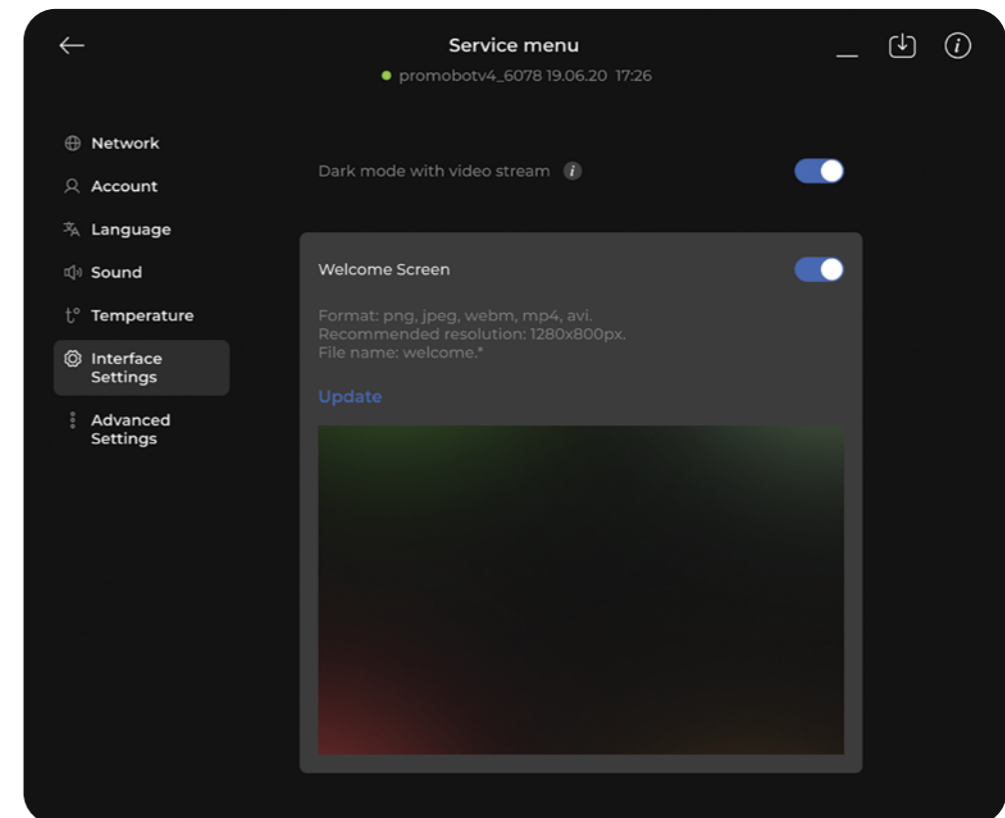 Service menu
promobotv4_6078 19.06.20 17:26
Network
Account
Language
Sound
t° Temperature
Interface
Settings
Advanced
Settings
Dark mode with video stream i
Welcome Screen
Format: png, jpeg, webm, mp4, avi.
Recommended resolution: 1280x800px.
File name: welcome.*
Update